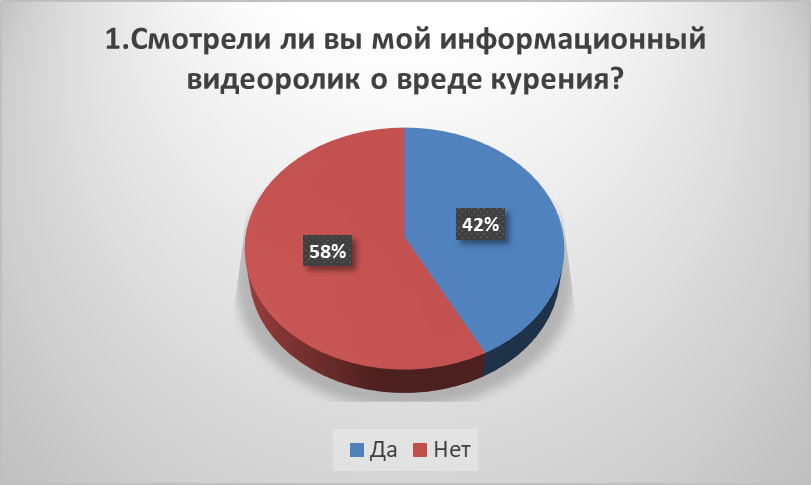 1.Смотрели ли вы мой информационный
видеоролик о вреде курения?
42%
58%
Да Нет